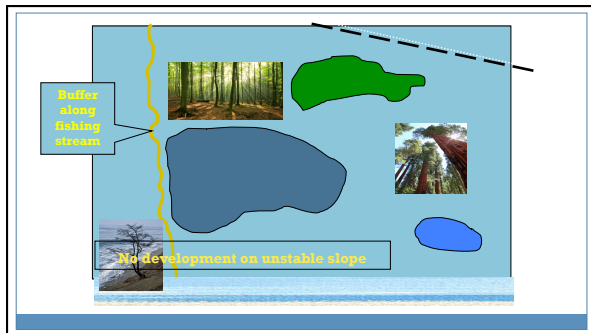 Buffer
along
fishing
stream
No development on unstable slope